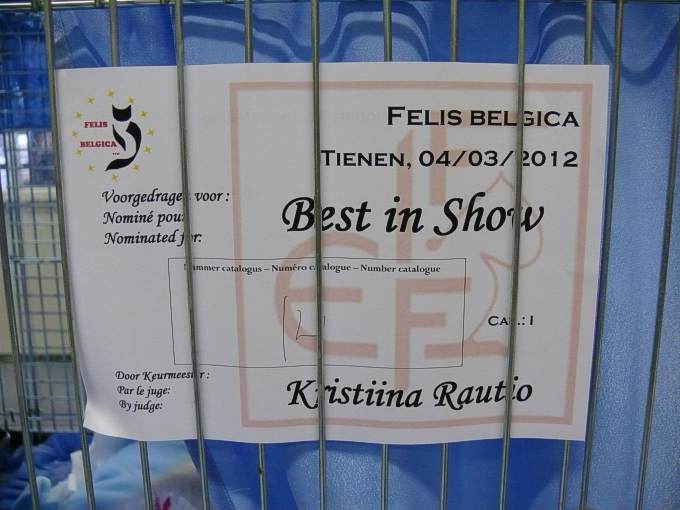 FELIS BELGICA
FELIS BELGICA
TIENEN, 04/03/2012
Voorgedragen voor:
Nominé pour:
Nominated for:
Best in Show
Nummer catalogus – Numéro catalogue – Number catalogue
CAT.: I
Door Keurmeester:
Par le juge:
By judge:
Kristiina Rautio